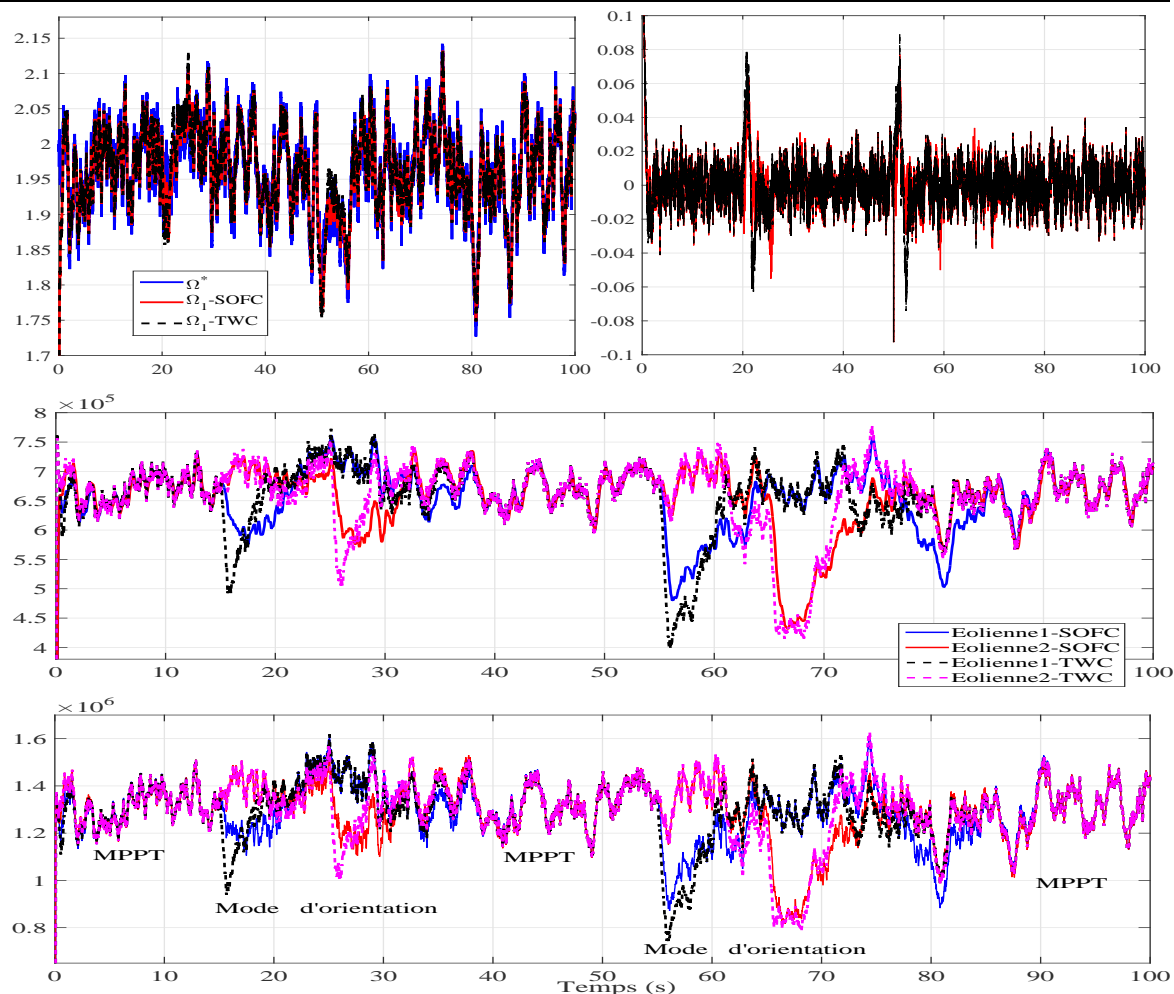 2.15
2.1
2.05
2
1.95
1.9
1.85
1.8
1.75
1.7
0 20 40 60 80 100
Ω*
Ω₁-SOFC
Ω₁-TWC
0.1
0.08
0.06
0.04
0.02
0
-0.02
-0.04
-0.06
-0.08
-0.1
0 20 40 60 80 100
×10⁵
8
7.5
7
6.5
6
5.5
5
4.5
4
0 10 20 30 40 50 60 70 80 90 100
Eolienne1-SOFC
Eolienne2-SOFC
Eolienne1-TWC
Eolienne2-TWC
×10⁶
1.6
1.4
1.2
1
0.8
MPPT
MPPT
MPPT
Mode d'orientation
Mode d'orientation
0 10 20 30 40 50 60 70 80 90 100
Temps (s)